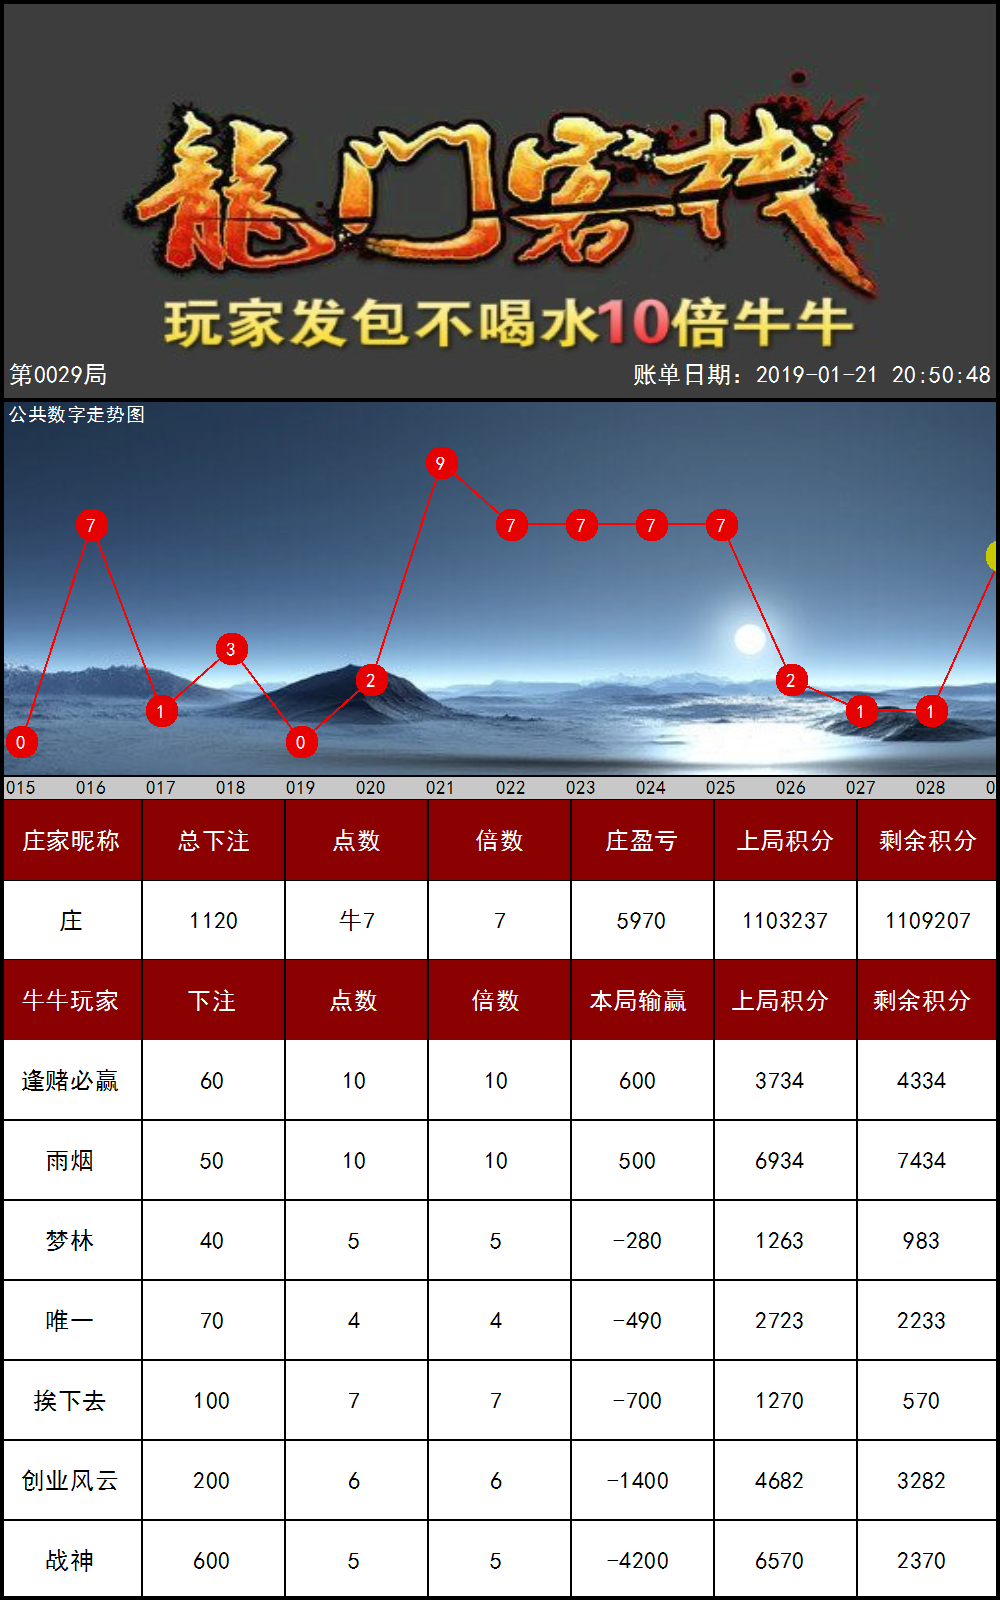 龍门客栈
玩家发包不喝水10倍牛牛
第0029局 账单日期：2019-01-21 20:50:48
公共数字走势图
0 7 1 3 0 2 9 7 7 7 7 2 1 1
015 016 017 018 019 020 021 022 023 024 025 026 027 028 0
庄家昵称 总下注 点数 倍数 庄盈亏 上局积分 剩余积分
庄 1120 牛7 7 5970 1103237 1109207
牛牛玩家 下注 点数 倍数 本局输赢 上局积分 剩余积分
逢赌必赢 60 10 10 600 3734 4334
雨烟 50 10 10 500 6934 7434
梦林 40 5 5 -280 1263 983
唯一 70 4 4 -490 2723 2233
挨下去 100 7 7 -700 1270 570
创业风云 200 6 6 -1400 4682 3282
战神 600 5 5 -4200 6570 2370